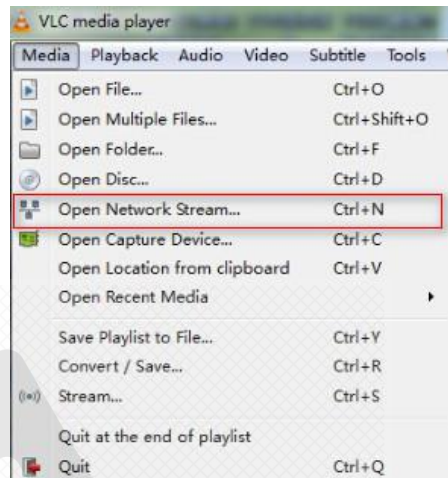 VLC media player
Media Playback Audio Video Subtitle Tools
Open File... Ctrl+O
Open Multiple Files... Ctrl+Shift+O
Open Folder... Ctrl+F
Open Disc... Ctrl+D
Open Network Stream... Ctrl+N
Open Capture Device... Ctrl+C
Open Location from clipboard Ctrl+V
Open Recent Media
Save Playlist to File... Ctrl+Y
Convert / Save... Ctrl+R
Stream... Ctrl+S
Quit at the end of playlist
Quit Ctrl+Q